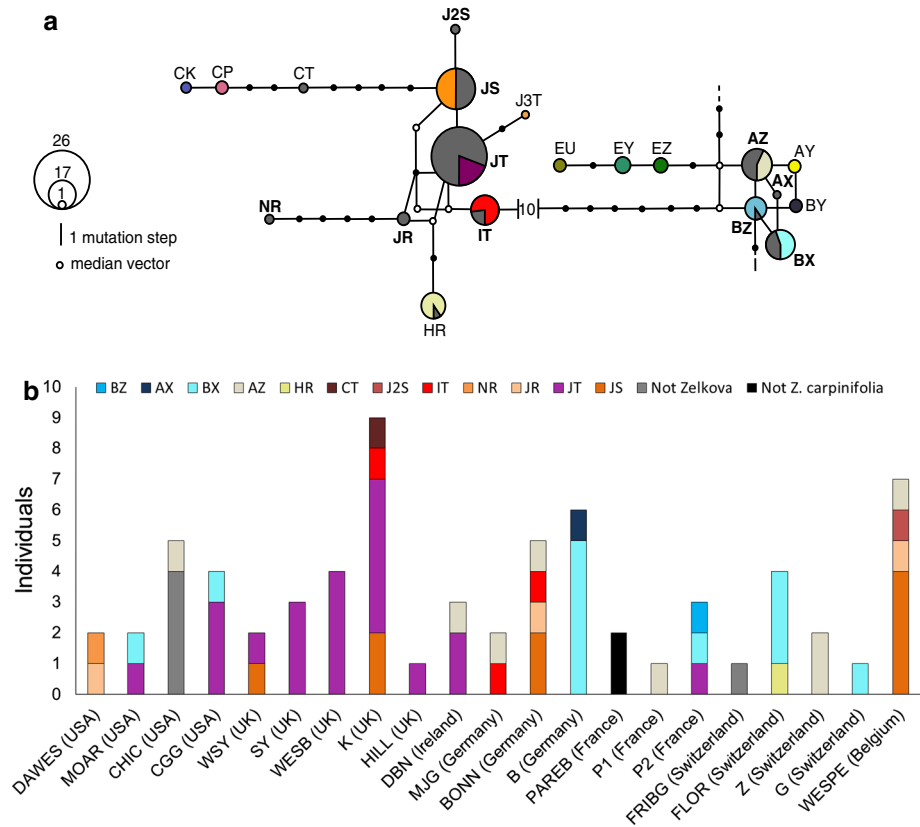 a
J2S
CK CP CT JS
J3T
JT
26
17
1
1 mutation step
median vector
NR
JR
IT
HR
EU EY EZ
AZ AY
AX
BY
BZ
BX
10
b
BZ AX BX AZ HR CT J2S IT NR JR JT JS Not Zelkova Not Z. carpinifolia
Individuals
10
9
8
7
6
5
4
3
2
1
0
DAWES (USA)
MOAR (USA)
CHIC (USA)
CGG (USA)
WSY (UK)
SY (UK)
WESB (UK)
K (UK)
HILL (UK)
DBN (Ireland)
MJG (Germany)
BONN (Germany)
B (Germany)
PAREB (France)
P1 (France)
P2 (France)
FRIBG (Switzerland)
FLOR (Switzerland)
Z (Switzerland)
G (Switzerland)
WESPE (Belgium)